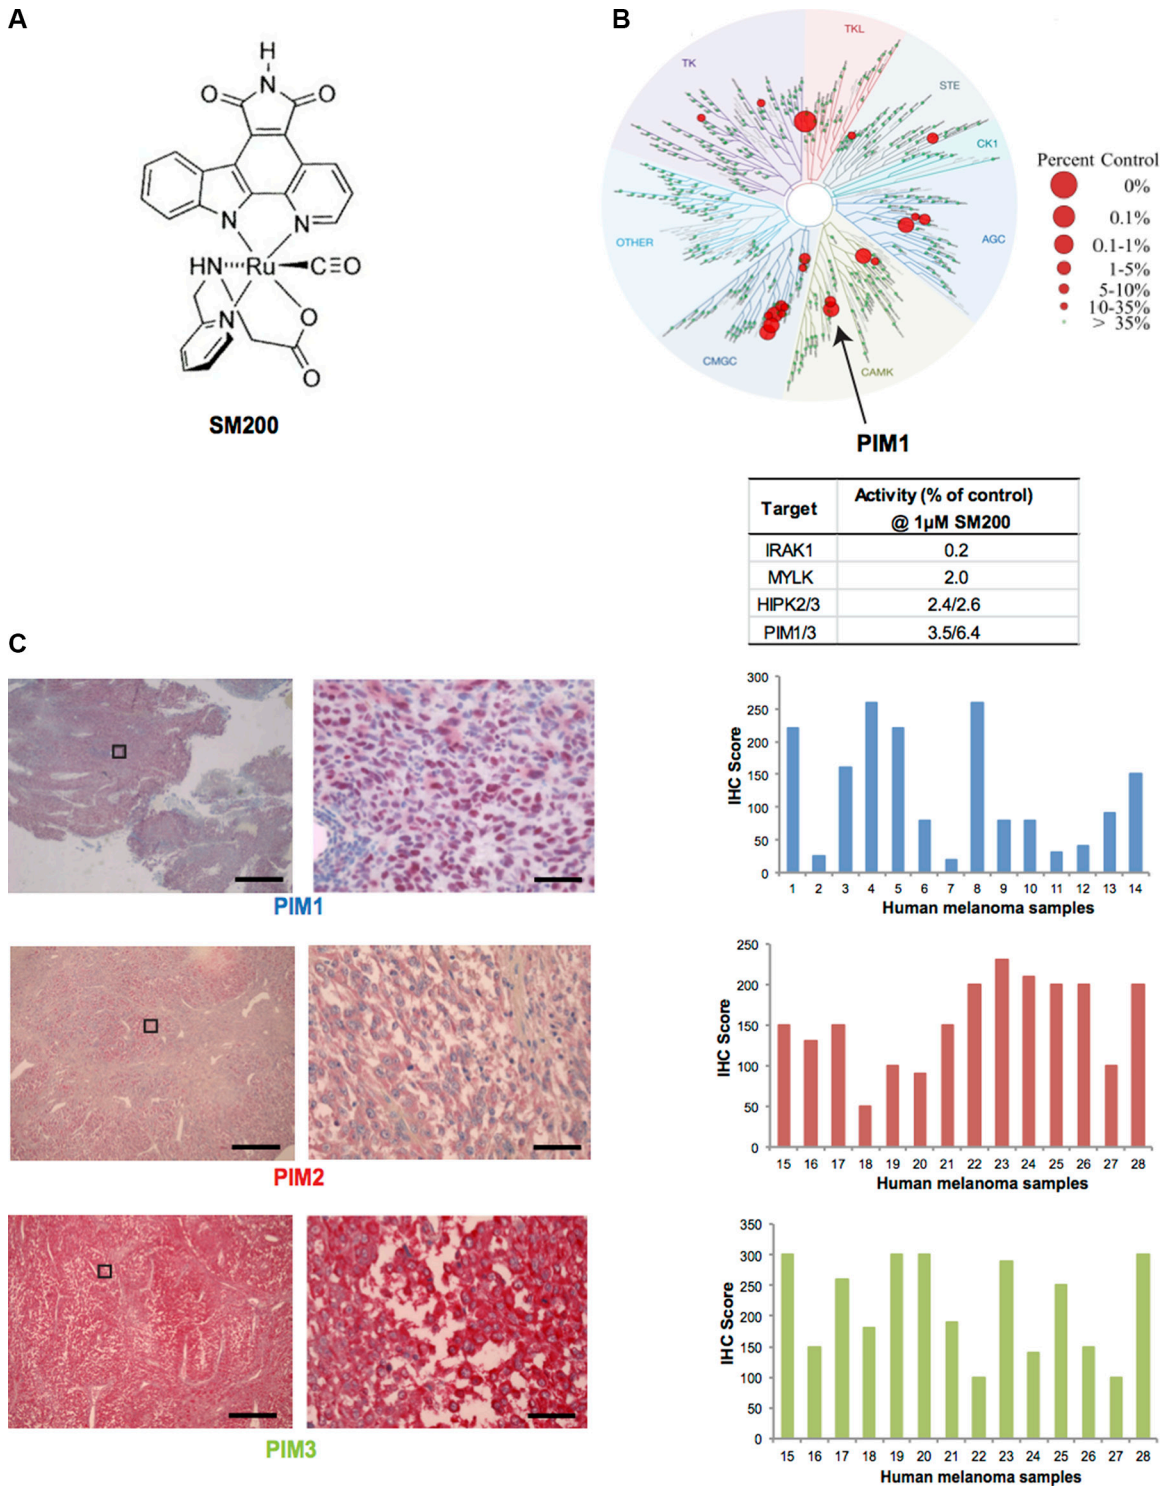 A
H
N
O
O
N
N
HN
Ru
C≡O
N
O
O
SM200
B
TKL
TK
STE
CK1
OTHER
AGC
CMGC
CAMK
PIM1
Percent Control
0%
0.1%
0.1-1%
1-5%
5-10%
10-35%
> 35%
Target Activity (% of control)
@ 1µM SM200
IRAK1 0.2
MYLK 2.0
HIPK2/3 2.4/2.6
PIM1/3 3.5/6.4
C
PIM1
300
250
200
150
100
50
0
IHC Score
1 2 3 4 5 6 7 8 9 10 11 12 13 14
Human melanoma samples
PIM2
250
200
150
100
50
0
IHC Score
15 16 17 18 19 20 21 22 23 24 25 26 27 28
Human melanoma samples
PIM3
350
300
250
200
150
100
50
0
IHC Score
15 16 17 18 19 20 21 22 23 24 25 26 27 28
Human melanoma samples